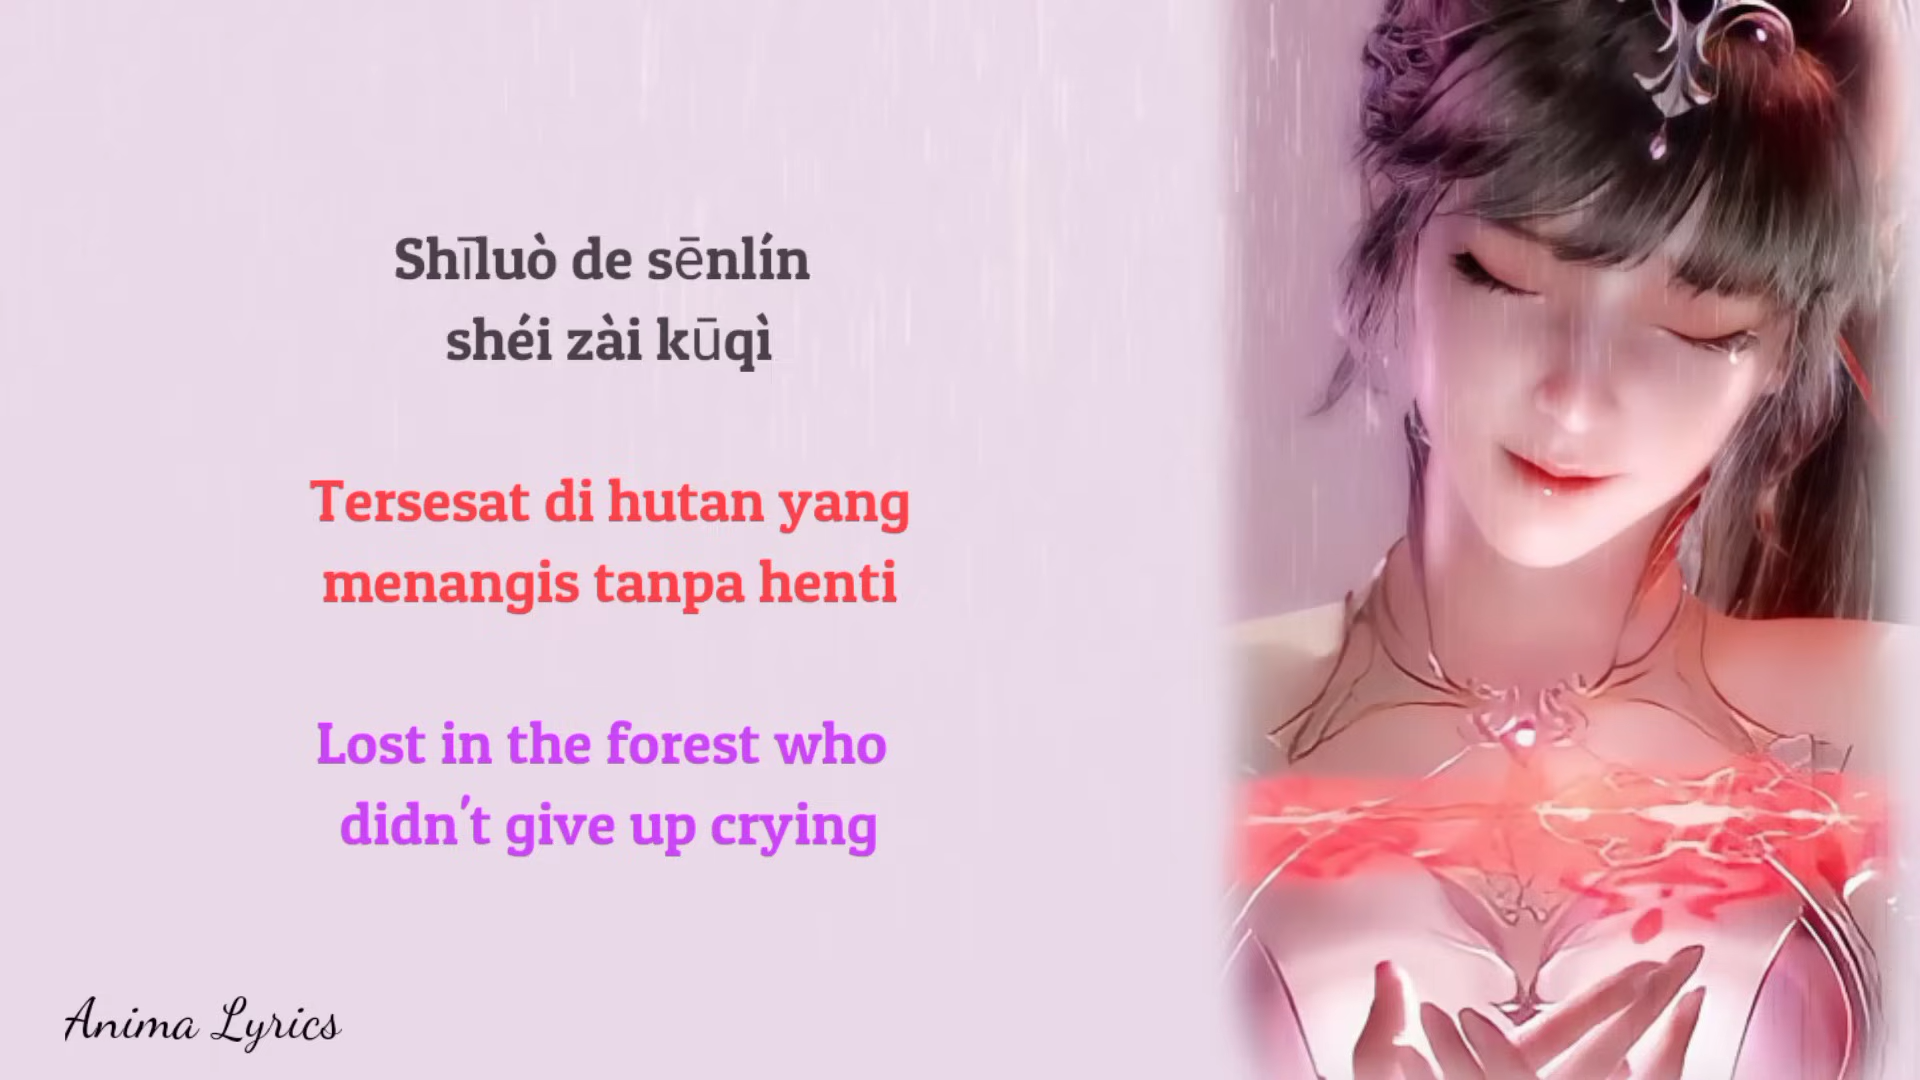 Shīluò de sēnlín
shéi zài kūqì
Tersesat di hutan yang
menangis tanpa henti
Lost in the forest who
didn't give up crying
Anima Lyrics